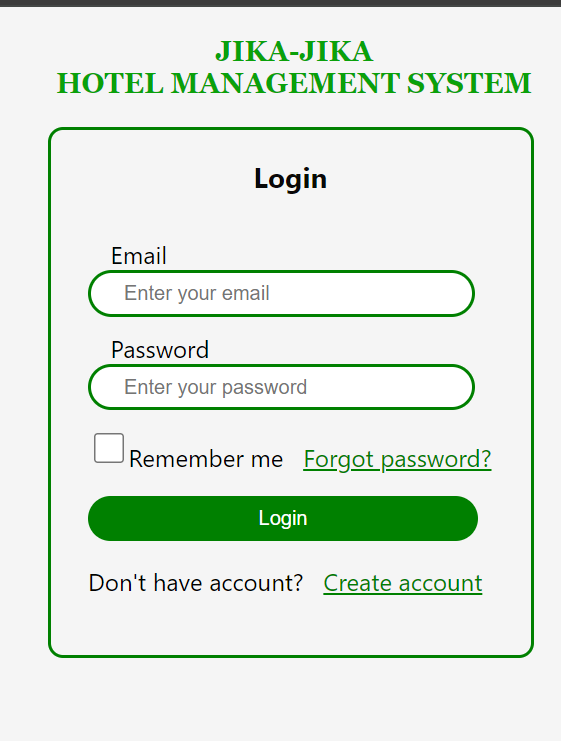 JIKA-JIKA
HOTEL MANAGEMENT SYSTEM
Login
Email
Enter your email
Password
Enter your password
Remember me Forgot password?
Login
Don't have account? Create account